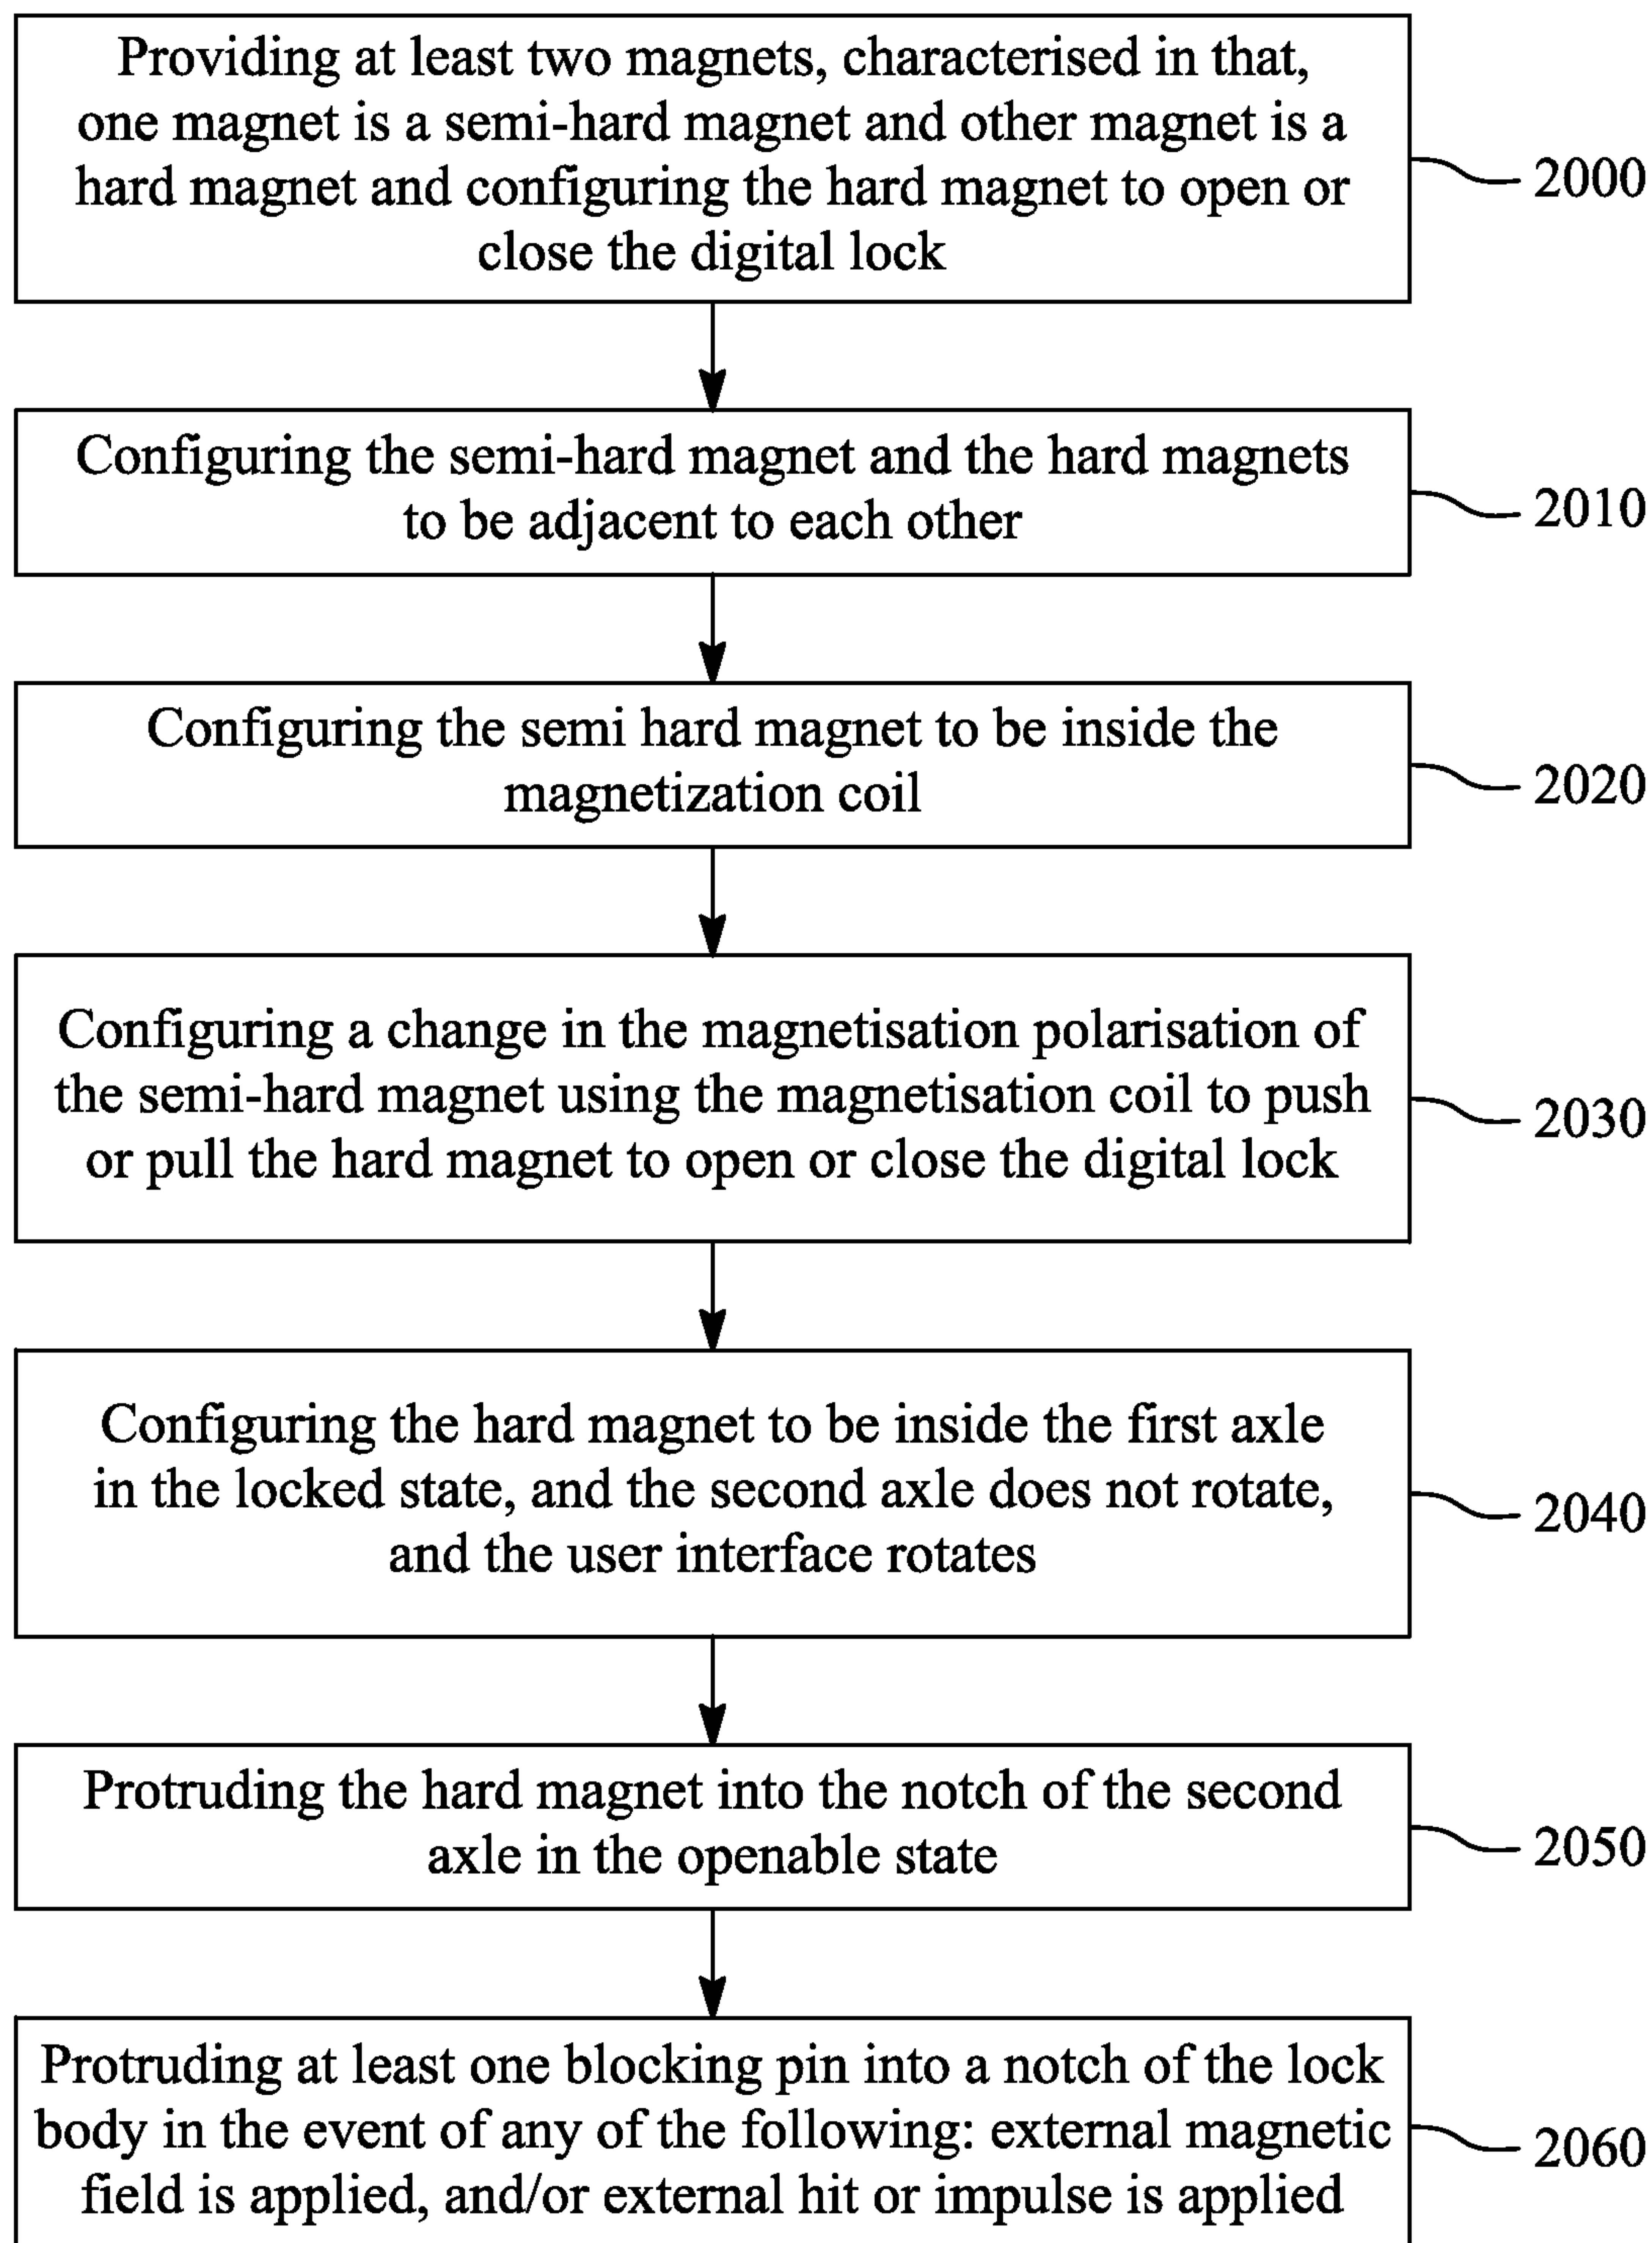 Providing at least two magnets, characterised in that,
one magnet is a semi-hard magnet and other magnet is a
hard magnet and configuring the hard magnet to open or
close the digital lock
2000
Configuring the semi-hard magnet and the hard magnets
to be adjacent to each other
2010
Configuring the semi hard magnet to be inside the
magnetization coil
2020
Configuring a change in the magnetisation polarisation of
the semi-hard magnet using the magnetisation coil to push
or pull the hard magnet to open or close the digital lock
2030
Configuring the hard magnet to be inside the first axle
in the locked state, and the second axle does not rotate,
and the user interface rotates
2040
Protruding the hard magnet into the notch of the second
axle in the openable state
2050
Protruding at least one blocking pin into a notch of the lock
body in the event of any of the following: external magnetic
field is applied, and/or external hit or impulse is applied
2060